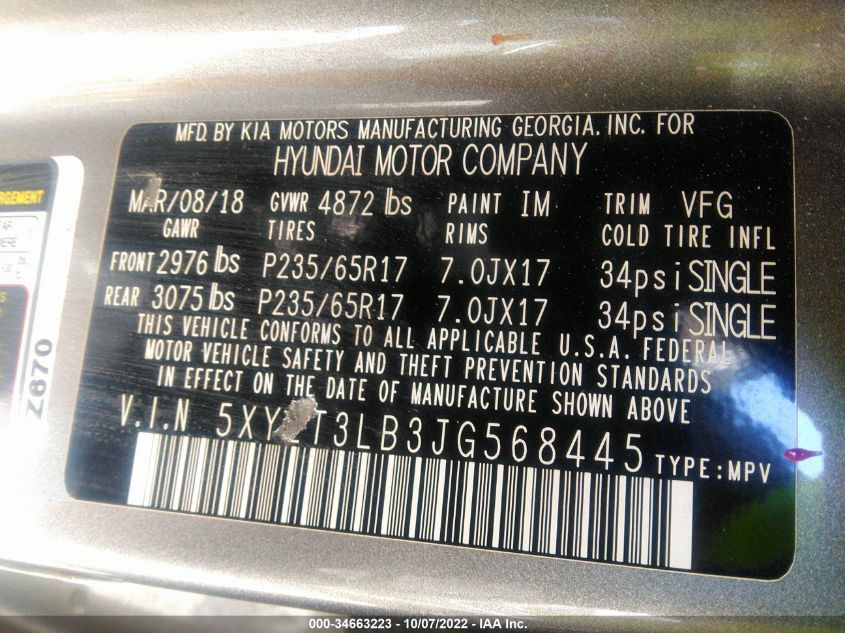 MFD. BY KIA MOTORS MANUFACTURING GEORGIA, INC. FOR
HYUNDAI MOTOR COMPANY
MAR/08/18 GVWR 4872 lbs PAINT IM TRIM VFG
GAWR TIRES RIMS COLD TIRE INFL
FRONT 2976 lbs P235/65R17 7.0JX17 34psi SINGLE
REAR 3075 lbs P235/65R17 7.0JX17 34psi SINGLE
THIS VEHICLE CONFORMS TO ALL APPLICABLE U.S.A. FEDERAL
MOTOR VEHICLE SAFETY AND THEFT PREVENTION STANDARDS
IN EFFECT ON THE DATE OF MANUFACTURE SHOWN ABOVE
V.I.N T3LB3JG568445 TYPE:MPV
Z670
000-34663223 - 10/07/2022 - IAA Inc.